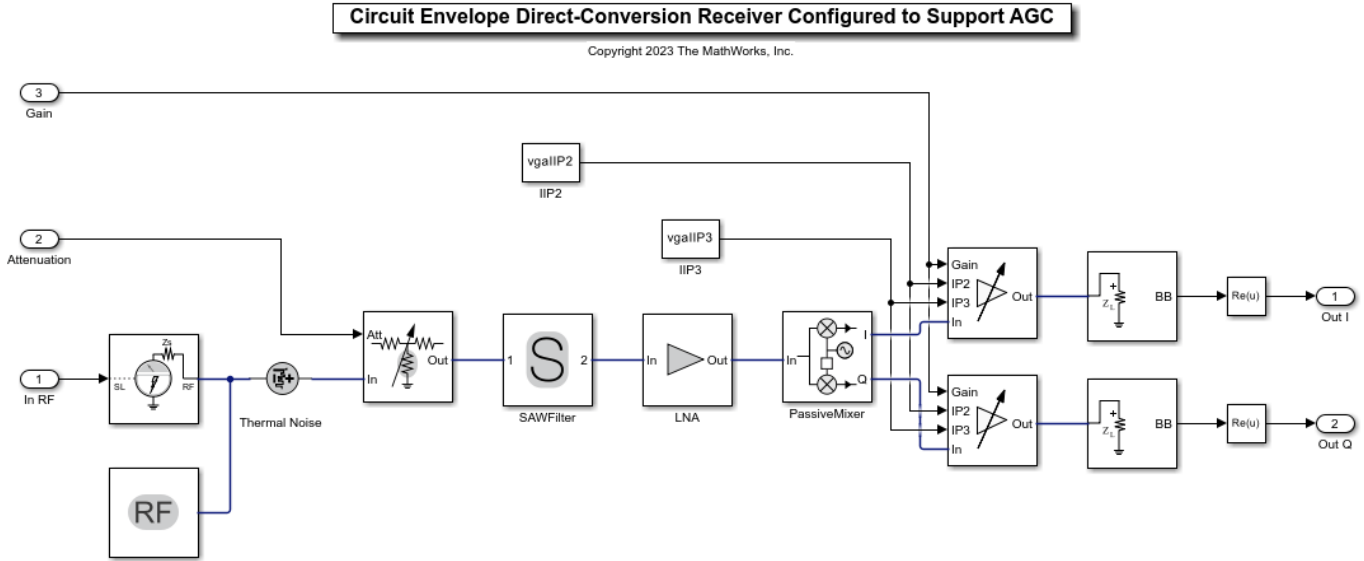 Circuit Envelope Direct-Conversion Receiver Configured to Support AGC
Copyright 2023 The MathWorks, Inc.
3
Gain
vgaIIP2
IIP2
2
Attenuation
vgaIIP3
IIP3
Gain
IP2
IP3
In
Out
+
Z_L
BB
Re(u)
1
Out I
1
In RF
SL
Zs
RF
Thermal Noise
Att
In
Out
1
S
2
SAWFilter
In
Out
LNA
In
I
Q
PassiveMixer
Gain
IP2
IP3
In
Out
+
Z_L
BB
Re(u)
2
Out Q
RF